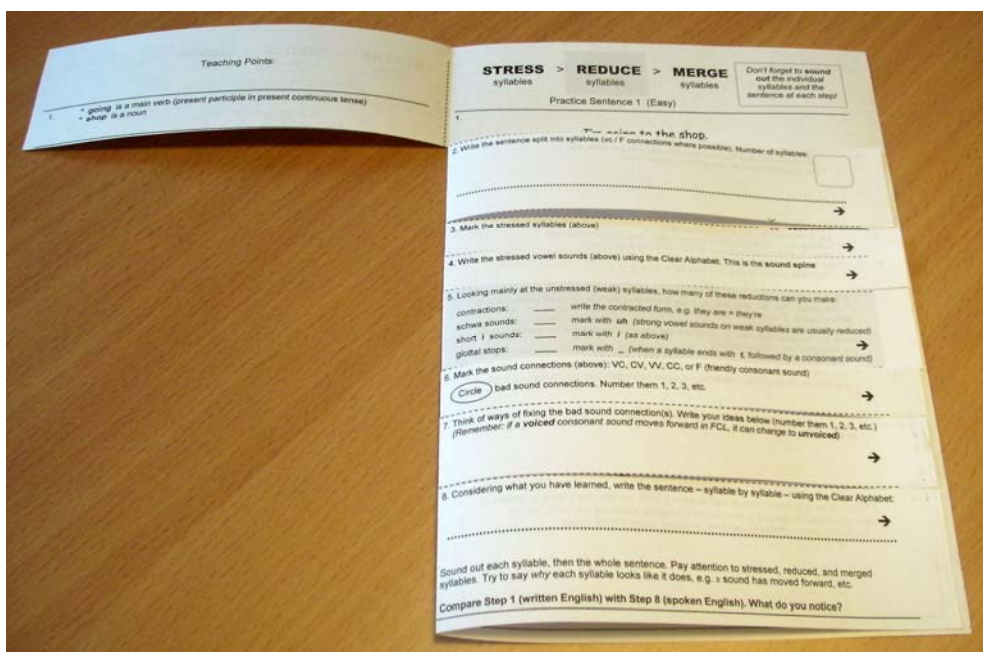 Teaching Points:
1. • going is a main verb (present participle in present continuous tense)
• shop is a noun
STRESS > REDUCE > MERGE
syllables syllables syllables
Don't forget to sound
out the individual
syllables and the
sentence at each step!
Practice Sentence 1 (Easy)
1.
I'm going to the shop.
2. Write the sentence split into syllables (vc / F connections where possible). Number of syllables:
➔
3. Mark the stressed syllables (above)
➔
4. Write the stressed vowel sounds (above) using the Clear Alphabet. This is the sound spine
➔
5. Looking mainly at the unstressed (weak) syllables, how many of these reductions can you make:
contractions: ____ write the contracted form, e.g. they are = they're
schwa sounds: ____ mark with uh (strong vowel sounds on weak syllables are usually reduced)
short I sounds: ____ mark with i (as above)
glottal stops: ____ mark with _ (when a syllable ends with t, followed by a consonant sound)
➔
6. Mark the sound connections (above): VC, CV, VV, CC, or F (friendly consonant sound)
Circle bad sound connections. Number them 1, 2, 3, etc.
➔
7. Think of ways of fixing the bad sound connection(s). Write your ideas below (number them 1, 2, 3, etc.)
(Remember: if a voiced consonant sound moves forward in FCL, it can change to unvoiced)
➔
8. Considering what you have learned, write the sentence – syllable by syllable – using the Clear Alphabet:
➔
Sound out each syllable, then the whole sentence. Pay attention to stressed, reduced, and merged
syllables. Try to say why each syllable looks like it does, e.g. x sound has moved forward, etc.
Compare Step 1 (written English) with Step 8 (spoken English). What do you notice?